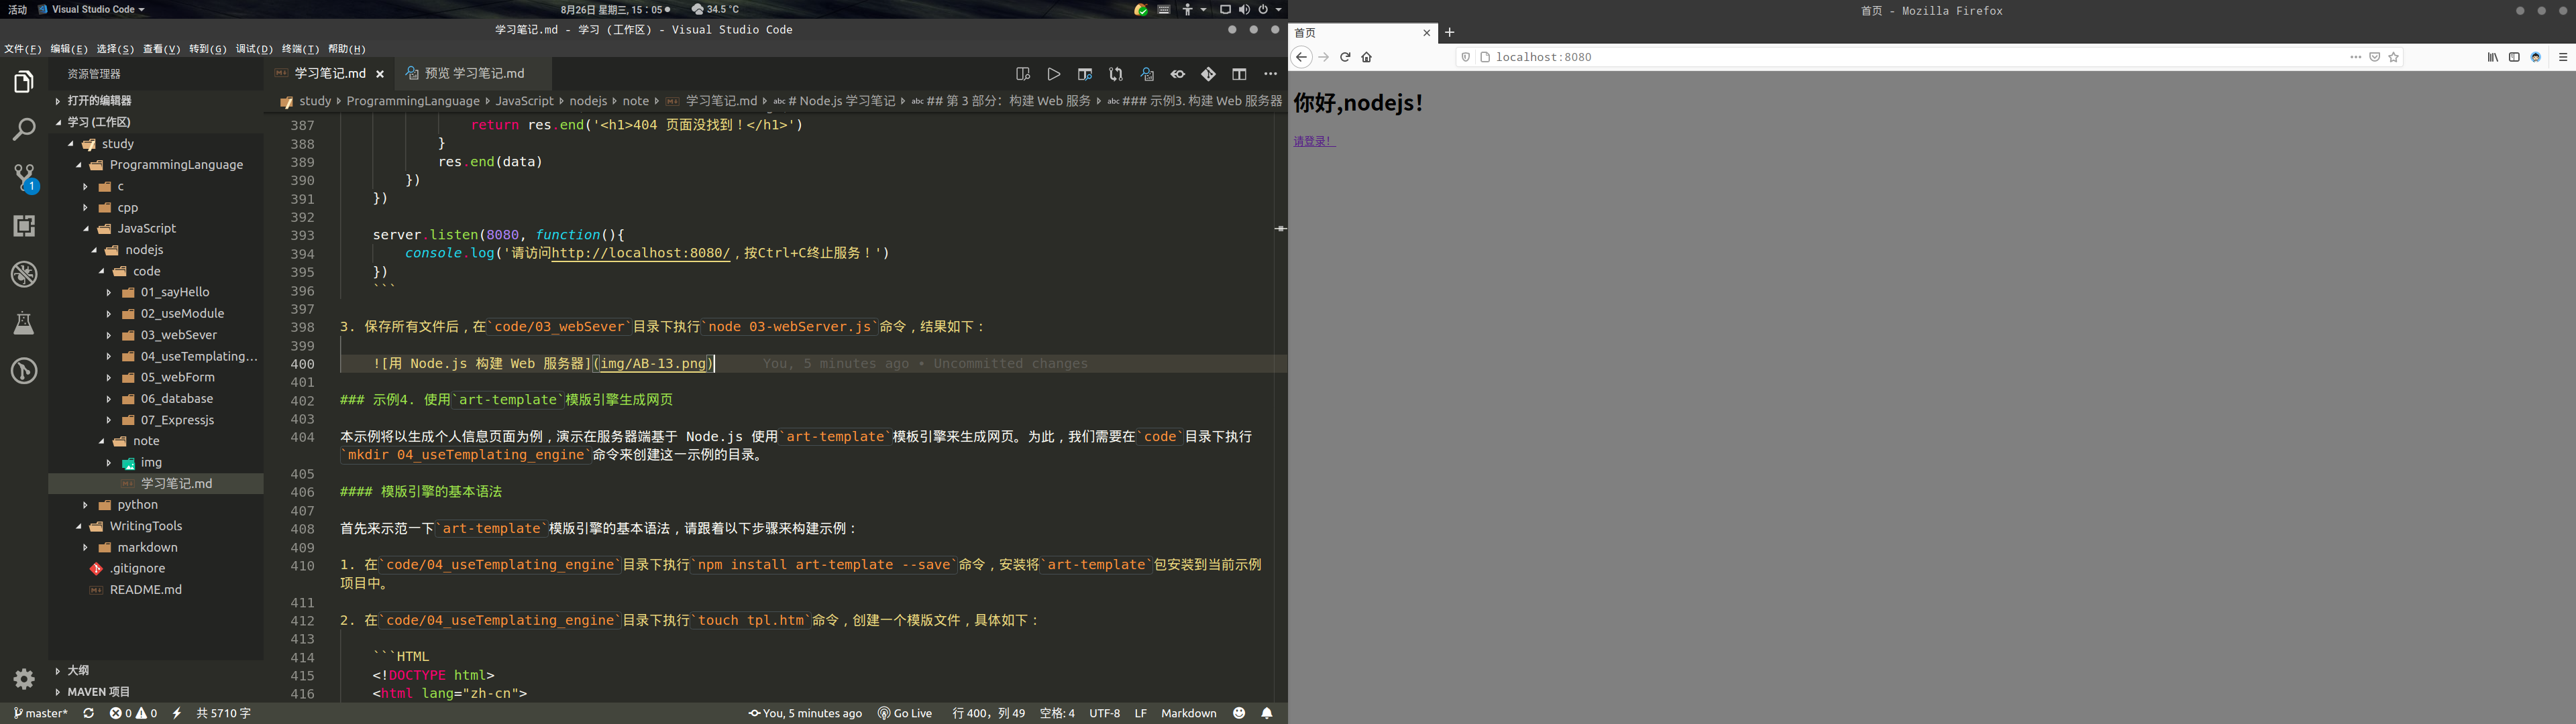 活动 Visual Studio Code
8月26日 星期三, 15：05
34.5 °C
学习笔记.md - 学习 (工作区) - Visual Studio Code
文件(F) 编辑(E) 选择(S) 查看(V) 转到(G) 调试(D) 终端(T) 帮助(H)
资源管理器
打开的编辑器
学习 (工作区)
study
ProgrammingLanguage
c
cpp
JavaScript
nodejs
code
01_sayHello
02_useModule
03_webSever
04_useTemplating...
05_webForm
06_database
07_Expressjs
note
img
学习笔记.md
python
WritingTools
markdown
.gitignore
README.md
大纲
MAVEN 项目
1
学习笔记.md
预览 学习笔记.md
study ProgrammingLanguage JavaScript nodejs note 学习笔记.md abc # Node.js 学习笔记 abc ## 第 3 部分：构建 Web 服务 abc ### 示例3. 构建 Web 服务器
387 return res.end('<h1>404 页面没找到！</h1>')
388 }
389 res.end(data)
390 })
391 })
392
393 server.listen(8080, function(){
394 console.log('请访问http://localhost:8080/，按Ctrl+C终止服务！')
395 })
396 ```
397
398 3. 保存所有文件后，在`code/03_webSever`目录下执行`node 03-webServer.js`命令，结果如下：
399
400 ![用 Node.js 构建 Web 服务器](img/AB-13.png) You, 5 minutes ago • Uncommitted changes
401
402 ### 示例4. 使用`art-template`模版引擎生成网页
403
404 本示例将以生成个人信息页面为例，演示在服务器端基于 Node.js 使用`art-template`模板引擎来生成网页。为此，我们需要在`code`目录下执行
`mkdir 04_useTemplating_engine`命令来创建这一示例的目录。
405
406 #### 模版引擎的基本语法
407
408 首先来示范一下`art-template`模版引擎的基本语法，请跟着以下步骤来构建示例：
409
410 1. 在`code/04_useTemplating_engine`目录下执行`npm install art-template --save`命令，安装将`art-template`包安装到当前示例
项目中。
411
412 2. 在`code/04_useTemplating_engine`目录下执行`touch tpl.htm`命令，创建一个模版文件，具体如下：
413
414 ```HTML
415 <!DOCTYPE html>
416 <html lang="zh-cn">
master* 0 0 共 5710 字
You, 5 minutes ago Go Live 行 400，列 49 空格: 4 UTF-8 LF Markdown
首页 - Mozilla Firefox
首页
localhost:8080
你好,nodejs!
请登录!